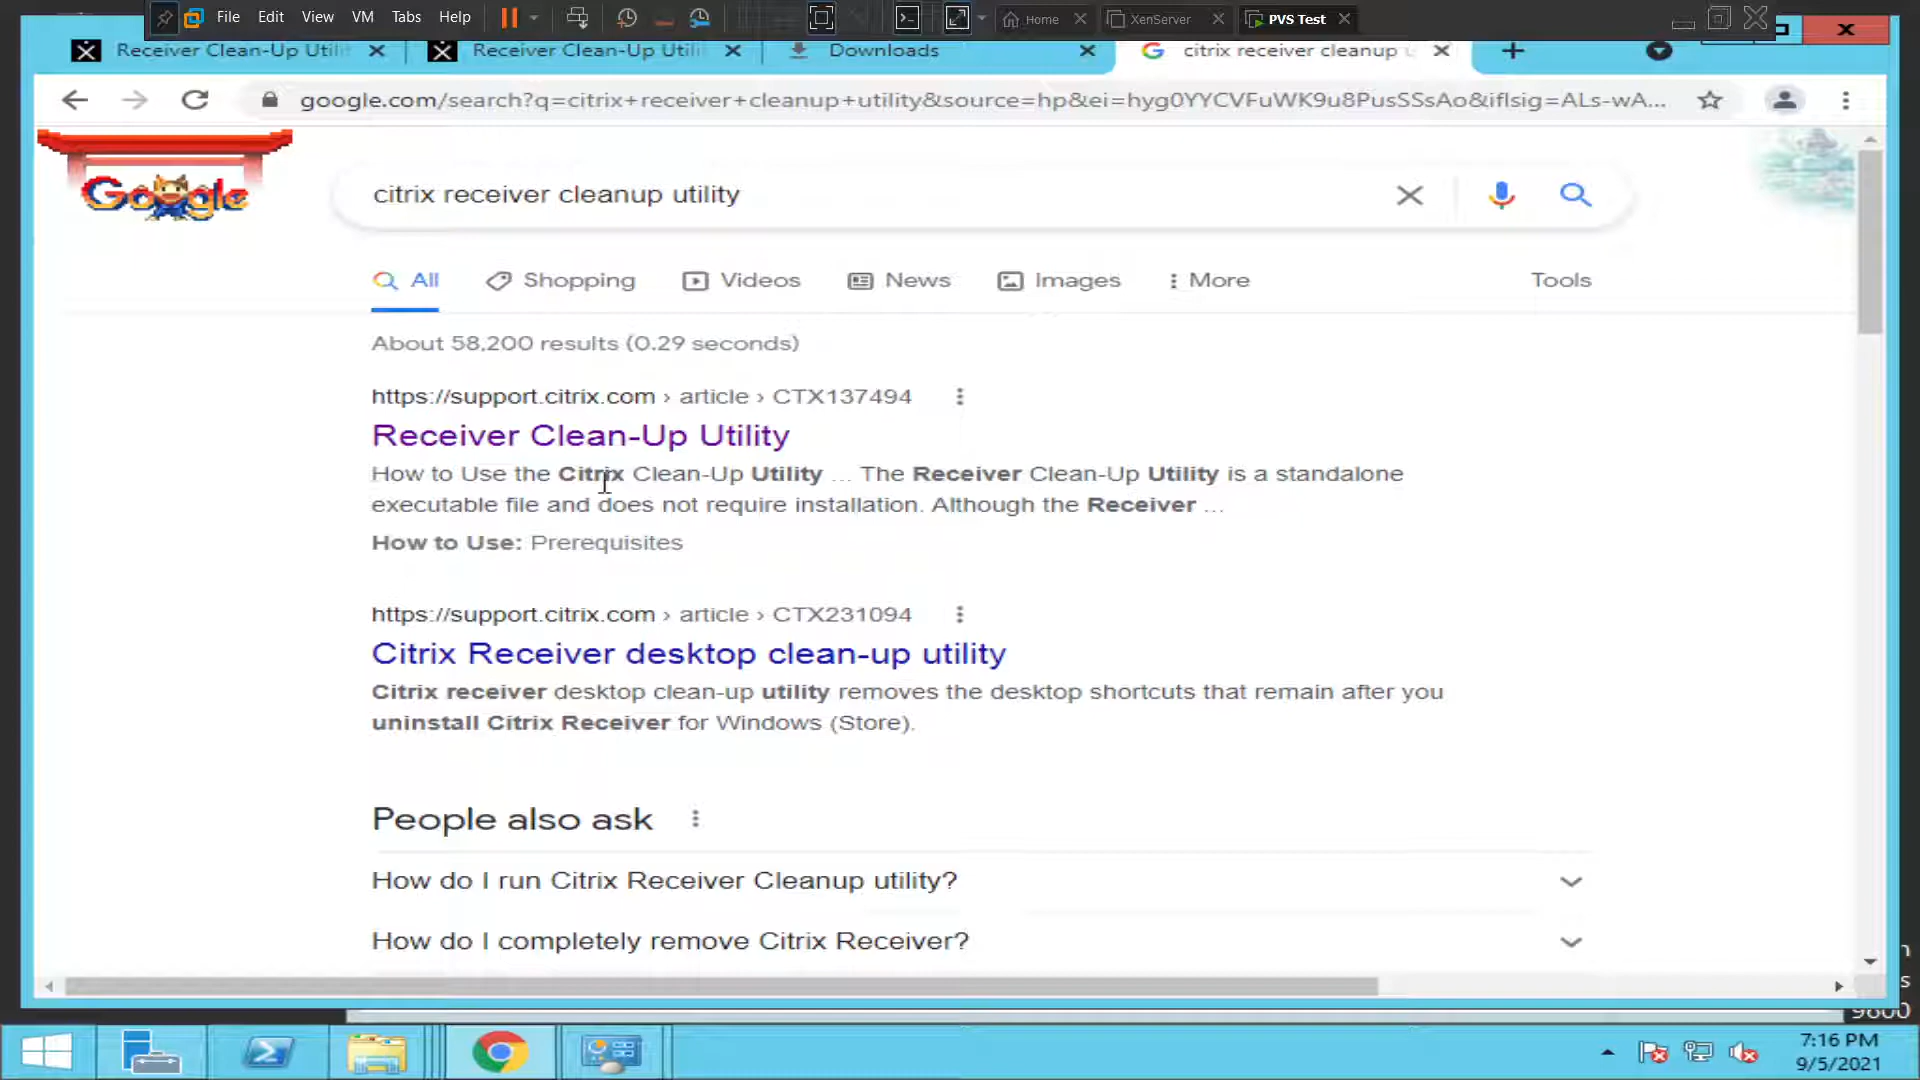 File Edit View VM Tabs Help
Home XenServer PVS Test
Receiver Clean-Up Utili Receiver Clean-Up Utili Downloads citrix receiver cleanup u
google.com/search?q=citrix+receiver+cleanup+utility&source=hp&ei=hyg0YYCVFuWK9u8PusSSsAo&iflsig=ALs-wA...
Google
citrix receiver cleanup utility
All Shopping Videos News Images More Tools
About 58,200 results (0.29 seconds)
https://support.citrix.com › article › CTX137494
Receiver Clean-Up Utility
How to Use the Citrix Clean-Up Utility ... The Receiver Clean-Up Utility is a standalone
executable file and does not require installation. Although the Receiver ...
How to Use: Prerequisites
https://support.citrix.com › article › CTX231094
Citrix Receiver desktop clean-up utility
Citrix receiver desktop clean-up utility removes the desktop shortcuts that remain after you
uninstall Citrix Receiver for Windows (Store).
People also ask
How do I run Citrix Receiver Cleanup utility?
How do I completely remove Citrix Receiver?
9600
7:16 PM
9/5/2021